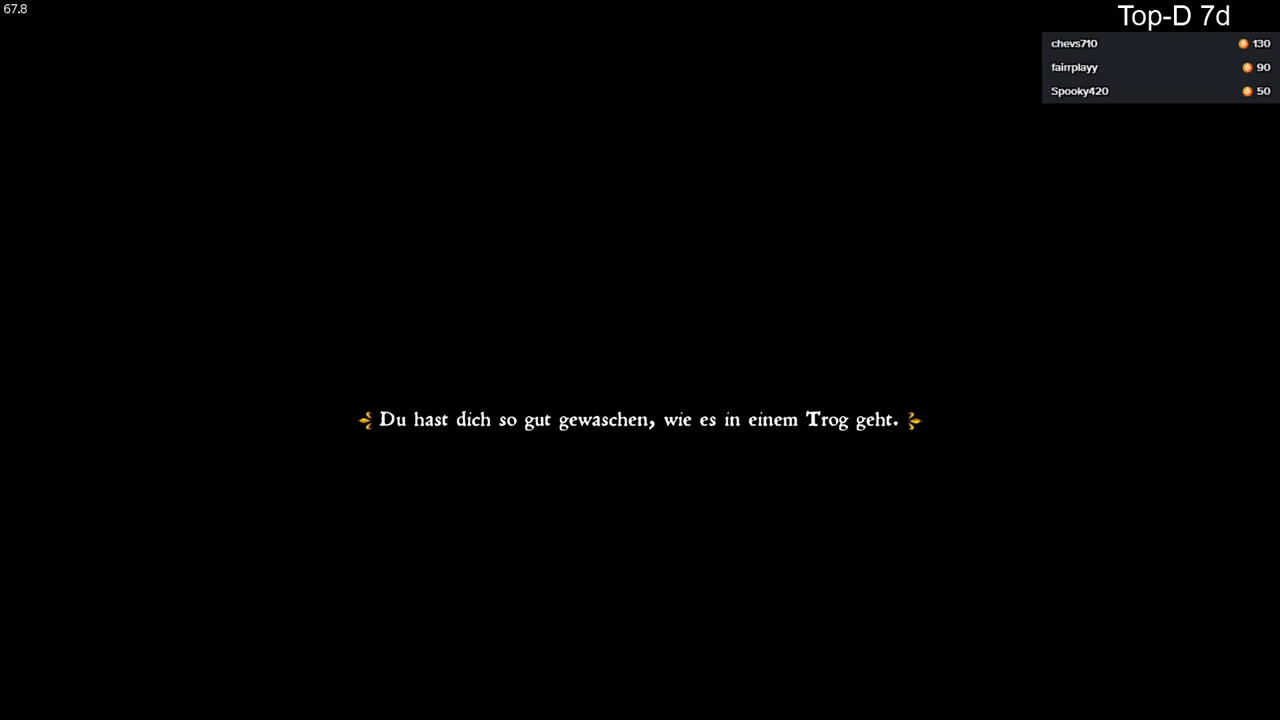 67.8
Top-D 7d
chevs710 130
fairrplayy 90
Spooky420 50
Du hast dich so gut gewaschen, wie es in einem Trog geht.